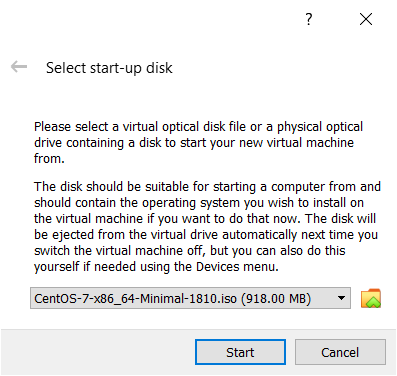 ?
Select start-up disk
Please select a virtual optical disk file or a physical optical
drive containing a disk to start your new virtual machine
from.
The disk should be suitable for starting a computer from and
should contain the operating system you wish to install on
the virtual machine if you want to do that now. The disk will
be ejected from the virtual drive automatically next time you
switch the virtual machine off, but you can also do this
yourself if needed using the Devices menu.
CentOS-7-x86_64-Minimal-1810.iso (918.00 MB)
Start
Cancel